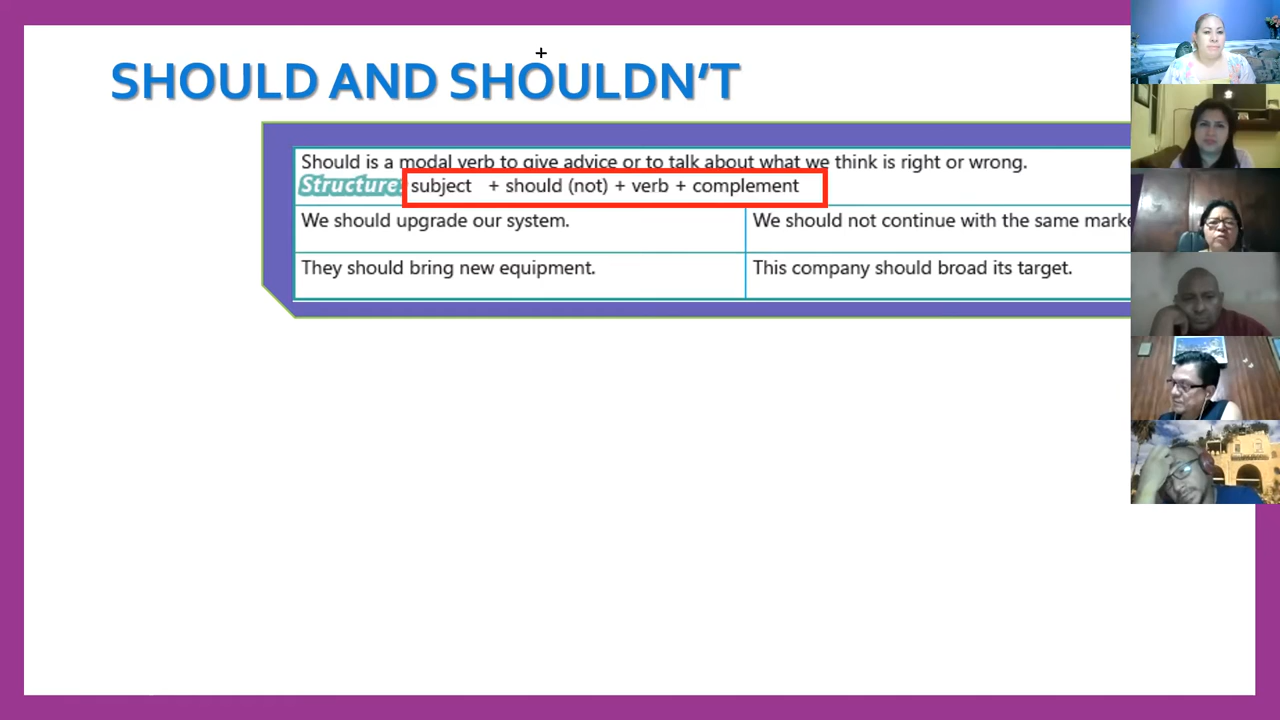 SHOULD AND SHOULDN'T
Should is a modal verb to give advice or to talk about what we think is right or wrong.
Structure: subject + should (not) + verb + complement
We should upgrade our system.
We should not continue with the same
They should bring new equipment.
This company should broad its target.